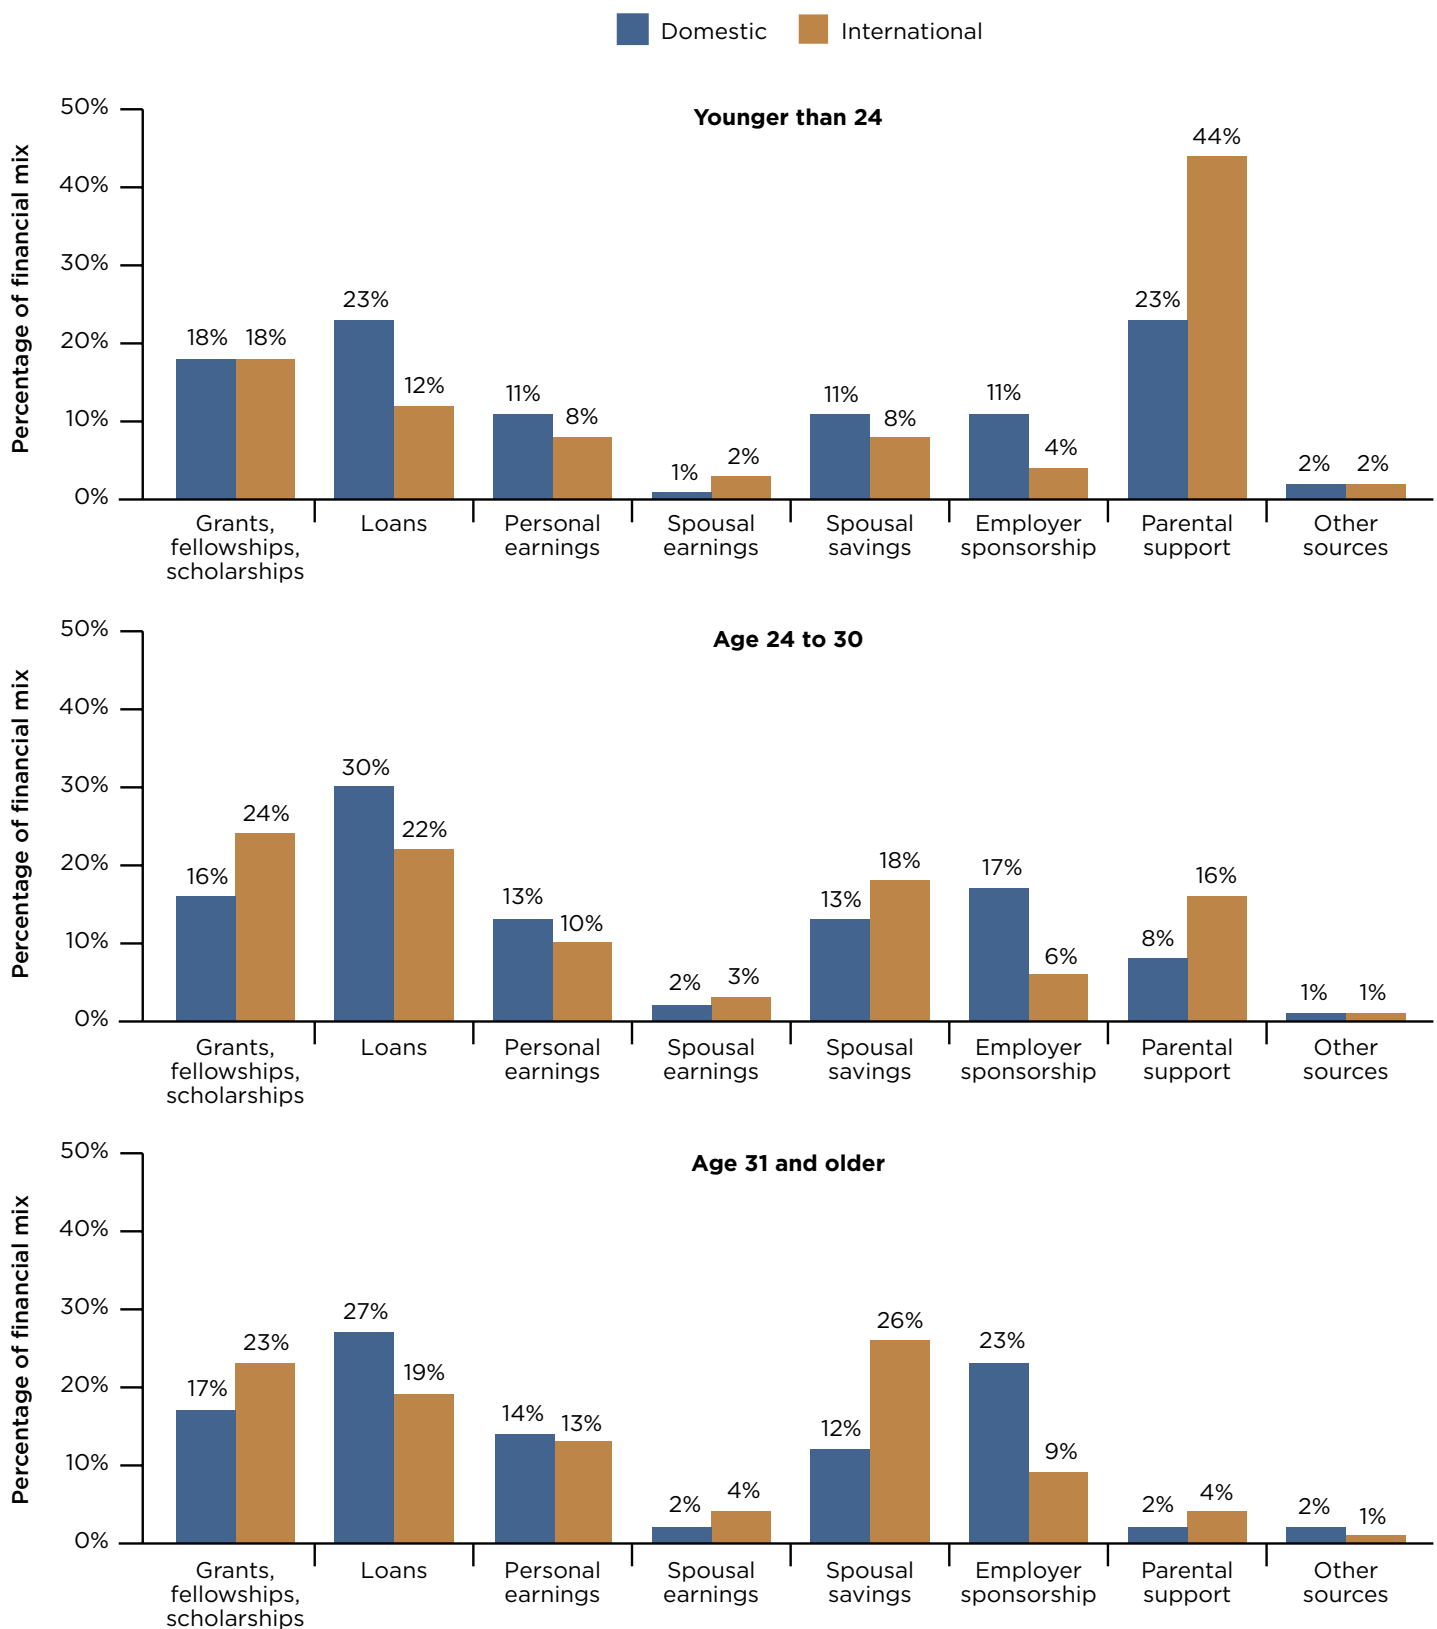 Domestic International
Younger than 24
Percentage of financial mix
50%
40%
30%
20%
10%
0%
18% 18%
23% 12%
11% 8%
1% 2%
11% 8%
11% 4%
23% 44%
2% 2%
Grants,
fellowships,
scholarships
Loans
Personal
earnings
Spousal
earnings
Spousal
savings
Employer
sponsorship
Parental
support
Other
sources
Age 24 to 30
Percentage of financial mix
50%
40%
30%
20%
10%
0%
16% 24%
30% 22%
13% 10%
2% 3%
13% 18%
17% 6%
8% 16%
1% 1%
Grants,
fellowships,
scholarships
Loans
Personal
earnings
Spousal
earnings
Spousal
savings
Employer
sponsorship
Parental
support
Other
sources
Age 31 and older
Percentage of financial mix
50%
40%
30%
20%
10%
0%
17% 23%
27% 19%
14% 13%
2% 4%
12% 26%
23% 9%
2% 4%
2% 1%
Grants,
fellowships,
scholarships
Loans
Personal
earnings
Spousal
earnings
Spousal
savings
Employer
sponsorship
Parental
support
Other
sources